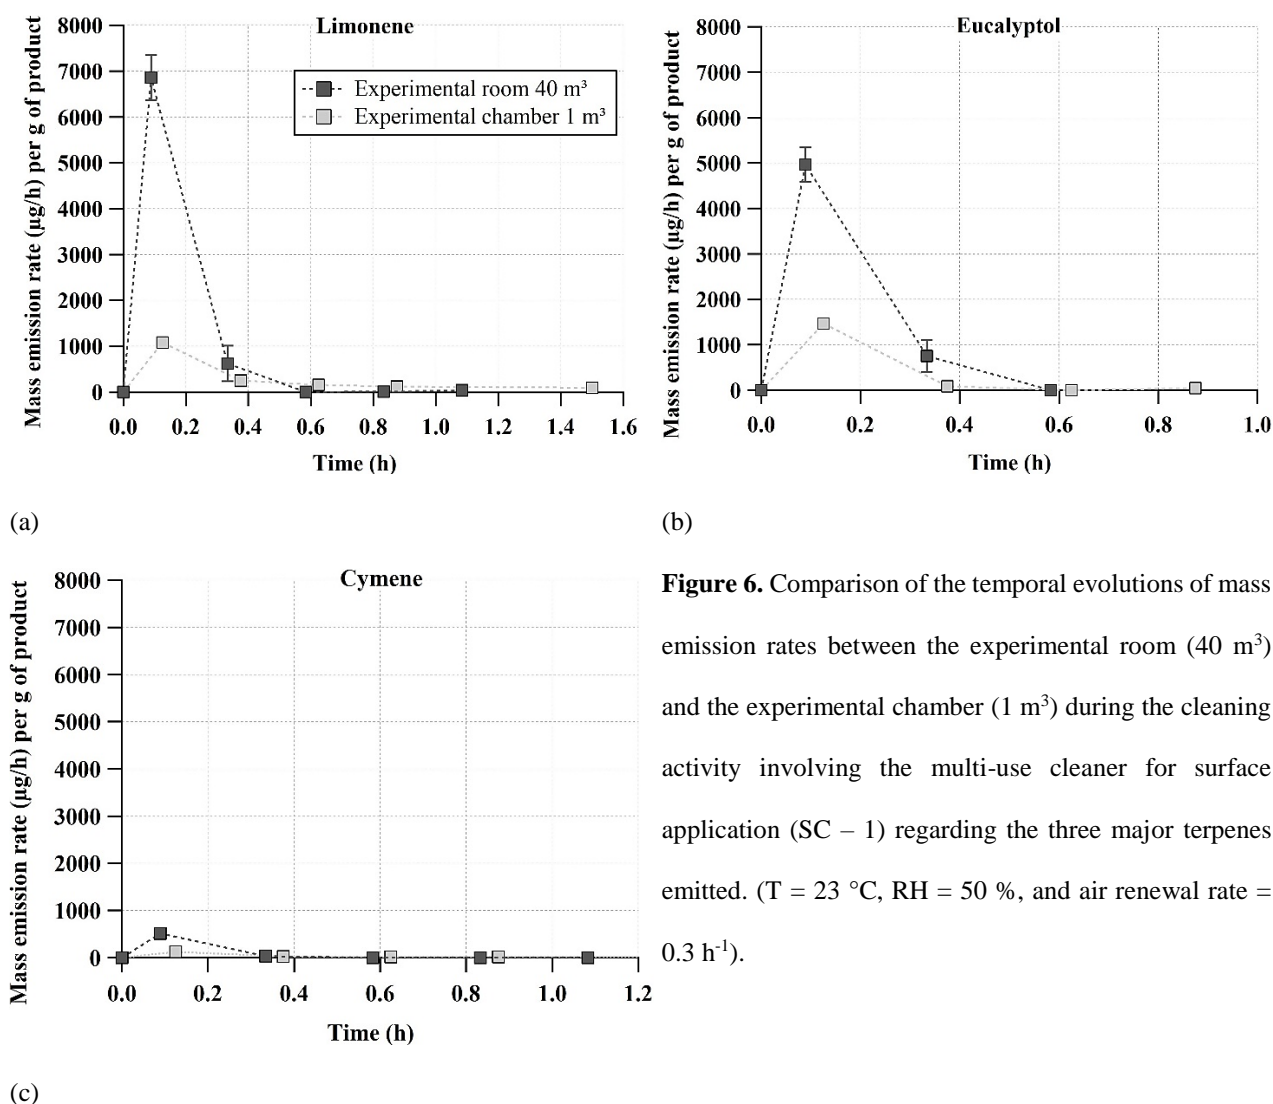 Limonene
Mass emission rate (µg/h) per g of product
8000
7000
6000
5000
4000
3000
2000
1000
0
Experimental room 40 m³
Experimental chamber 1 m³
0.0 0.2 0.4 0.6 0.8 1.0 1.2 1.4 1.6
Time (h)
(a)
Eucalyptol
Mass emission rate (µg/h) per g of product
8000
7000
6000
5000
4000
3000
2000
1000
0
0.0 0.2 0.4 0.6 0.8 1.0
Time (h)
(b)
Cymene
Mass emission rate (µg/h) per g of product
8000
7000
6000
5000
4000
3000
2000
1000
0
0.0 0.2 0.4 0.6 0.8 1.0 1.2
Time (h)
(c)
Figure 6. Comparison of the temporal evolutions of mass
emission rates between the experimental room (40 m³)
and the experimental chamber (1 m³) during the cleaning
activity involving the multi-use cleaner for surface
application (SC – 1) regarding the three major terpenes
emitted. (T = 23 °C, RH = 50 %, and air renewal rate =
0.3 h⁻¹).